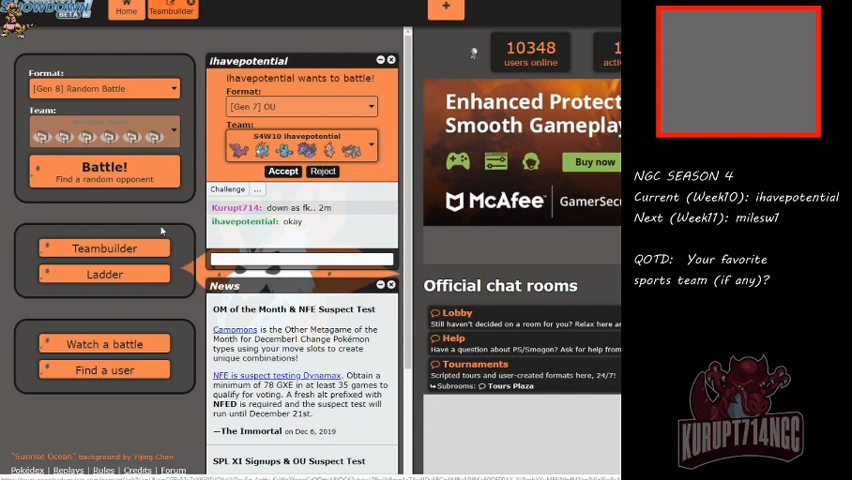 SHOWDOWN
BETA
Home
Teambuilder
Format:
[Gen 8] Random Battle
Team:
Battle!
Find a random opponent
Teambuilder
Ladder
Watch a battle
Find a user
"Sunrise Ocean" background by Yijing Chen
Pokédex | Replays | Rules | Credits | Forum
ihavepotential
ihavepotential wants to battle!
Format:
[Gen 7] OU
Team:
S4W10 ihavepotential
Accept Reject
Challenge ...
Kurupt714: down as fk.. 2m
ihavepotential: okay
News
OM of the Month & NFE Suspect Test
Camomons is the Other Metagame of the
Month for December! Change Pokémon
types using your move slots to create
unique combinations!
NFE is suspect testing Dynamax. Obtain a
minimum of 78 GXE in at least 35 games to
qualify for voting. A fresh alt prefixed with
NFED is required and the suspect test will
run until December 21st.
—The Immortal on Dec 6, 2019
SPL XI Signups & OU Suspect Test
10348
users online
Enhanced Protect
Smooth Gameplay
Buy now
McAfee
GamerSecu
Official chat rooms
Lobby
Still haven't decided on a room for you? Relax here
Help
Have a question about PS/Smogon? Ask for help from
Tournaments
Scripted tours and user-created formats here, 24/7!
Subrooms: Tours Plaza
NGC SEASON 4
Current (Week10): ihavepotential
Next (Week11): milesw1
QOTD: Your favorite
sports team (if any)?
KURUPT714NGC